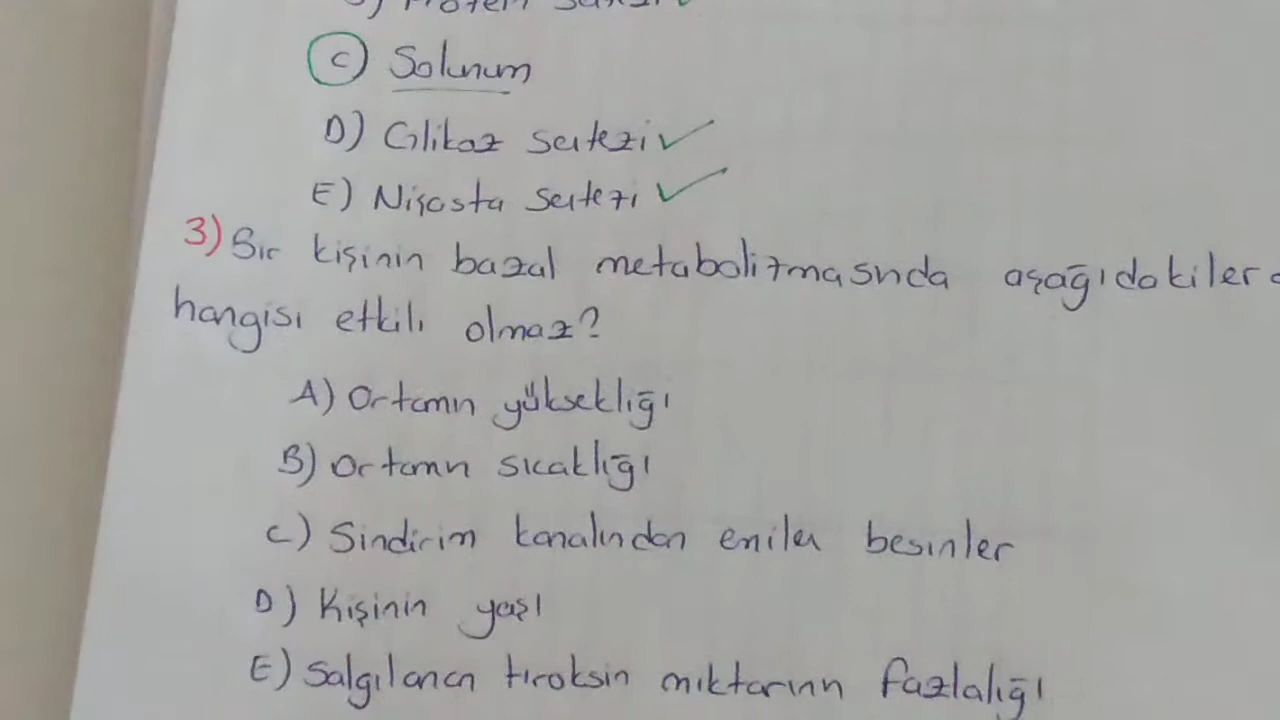 C) Solunum
D) Glikoz sentezi ✓
E) Nişasta sentezi ✓
3) Bir kişinin bazal metabolizmasında aşağıdakiler
hangisi etkili olmaz?
A) Ortamın yüksekliği
B) Ortamın sıcaklığı
C) Sindirim kanalından emilen besinler
D) Kişinin yaşı
E) Salgılanan tiroksin miktarının fazlalığı